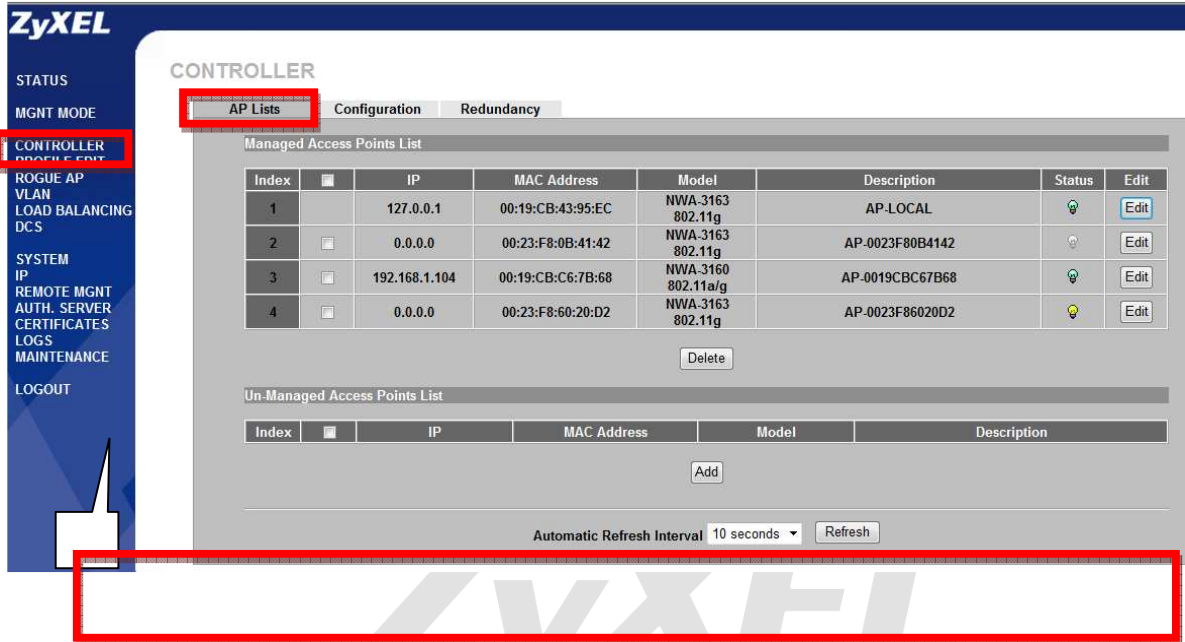 ZyXEL
STATUS
MGNT MODE
CONTROLLER
PROFILE EDIT
ROGUE AP
VLAN
LOAD BALANCING
DCS
SYSTEM
IP
REMOTE MGNT
AUTH. SERVER
CERTIFICATES
LOGS
MAINTENANCE
LOGOUT
CONTROLLER
AP Lists Configuration Redundancy
Managed Access Points List
Index IP MAC Address Model Description Status Edit
1 127.0.0.1 00:19:CB:43:95:EC NWA-3163 802.11g AP-LOCAL Edit
2 0.0.0.0 00:23:F8:0B:41:42 NWA-3163 802.11g AP-0023F80B4142 Edit
3 192.168.1.104 00:19:CB:C6:7B:68 NWA-3160 802.11a/g AP-0019CBC67B68 Edit
4 0.0.0.0 00:23:F8:60:20:D2 NWA-3163 802.11g AP-0023F86020D2 Edit
Delete
Un-Managed Access Points List
Index IP MAC Address Model Description
Add
Automatic Refresh Interval 10 seconds Refresh
ZyXEL